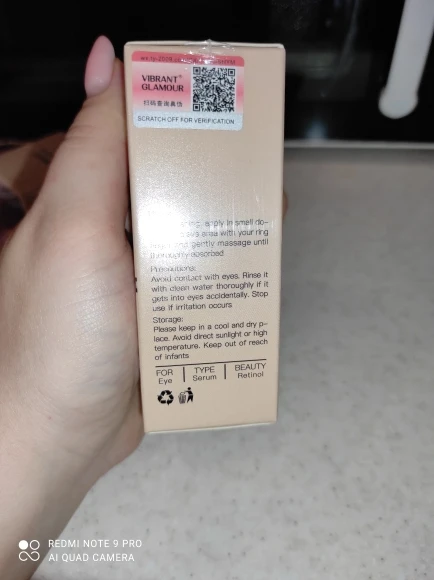 VIBRANT
GLAMOUR
扫码查询真伪
SCRATCH OFF FOR VERIFICATION
apply in smell do-
area with your ring
gently massage until
thoroughly absorbed
Precautions:
Avoid contact with eyes. Rinse it
with clean water thoroughly if it
gets into eyes accidentally. Stop
use if irritation occurs
Storage:
Please keep in a cool end dry p-
lace. Avoid direct sunlight or high
temperature. Keep out of reach
of infants
FOR TYPE BEAUTY
Eye Serum Retinol
REDMI NOTE 9 PRO
AI QUAD CAMERA